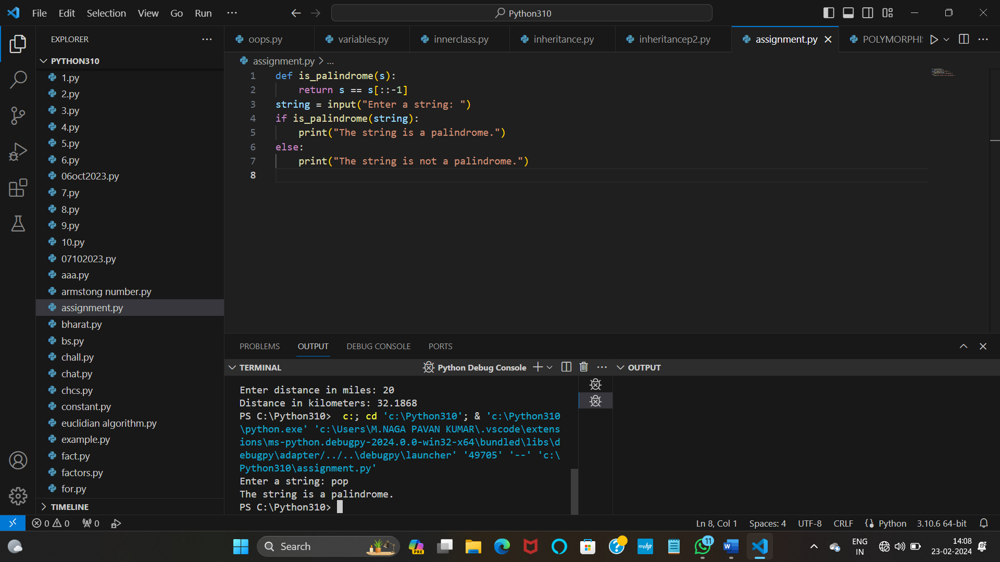 File Edit Selection View Go Run ···
Python310
EXPLORER ···
PYTHON310
1.py
2.py
3.py
4.py
5.py
6.py
06oct2023.py
7.py
8.py
9.py
10.py
07102023.py
aaa.py
armstong number.py
assignment.py
bharat.py
bs.py
chall.py
chat.py
chcs.py
constant.py
euclidian algorithm.py
example.py
fact.py
factors.py
for.py
TIMELINE
oops.py variables.py innerclass.py inheritance.py inheritancep2.py assignment.py POLYMORPHI
assignment.py > ...
1 def is_palindrome(s):
2 return s == s[::-1]
3 string = input("Enter a string: ")
4 if is_palindrome(string):
5 print("The string is a palindrome.")
6 else:
7 print("The string is not a palindrome.")
8
PROBLEMS OUTPUT DEBUG CONSOLE PORTS
TERMINAL Python Debug Console OUTPUT
Enter distance in miles: 20
Distance in kilometers: 32.1868
PS C:\Python310>  c:; cd 'c:\Python310'; & 'c:\Python310
\python.exe' 'c:\Users\M.NAGA PAVAN KUMAR\.vscode\extens
ions\ms-python.debugpy-2024.0.0-win32-x64\bundled\libs\d
ebugpy\adapter/../..\debugpy\launcher' '49705' '--' 'c:\
Python310\assignment.py'
Enter a string: pop
The string is a palindrome.
PS C:\Python310>
0 0 0 Ln 8, Col 1 Spaces: 4 UTF-8 CRLF Python 3.10.6 64-bit
Search PRE myhp 11 W ENG 14:08
IN 23-02-2024